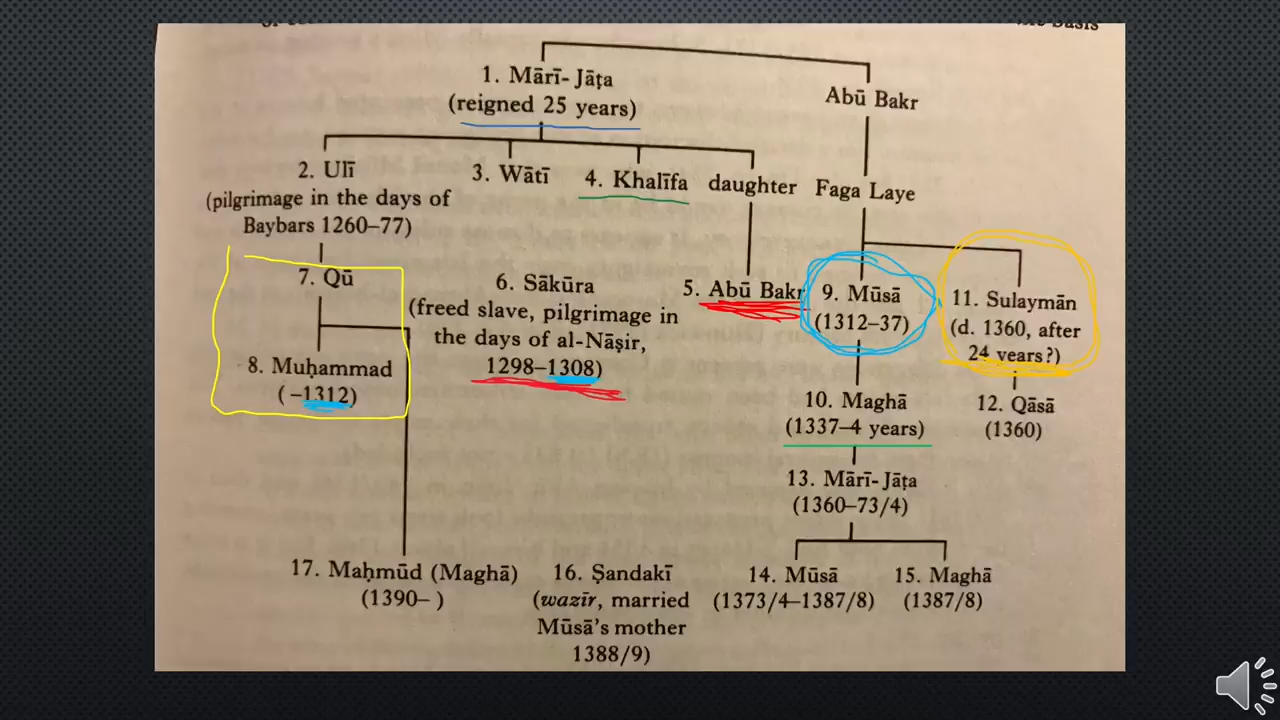 1. Mārī-Jāṭa
(reigned 25 years)
Abū Bakr
2. Ulī
(pilgrimage in the days of
Baybars 1260–77)
3. Wātī
4. Khalīfa
daughter
Faga Laye
7. Qū
6. Sākūra
(freed slave, pilgrimage in
the days of al-Nāṣir,
1298–1308)
5. Abū Bakr
9. Mūsā
(1312–37)
11. Sulaymān
(d. 1360, after
24 years?)
8. Muḥammad
(–1312)
10. Maghā
(1337–4 years)
12. Qāsā
(1360)
13. Mārī-Jāṭa
(1360–73/4)
17. Maḥmūd (Maghā)
(1390– )
16. Ṣandakī
(wazīr, married
Mūsā's mother
1388/9)
14. Mūsā
(1373/4–1387/8)
15. Maghā
(1387/8)